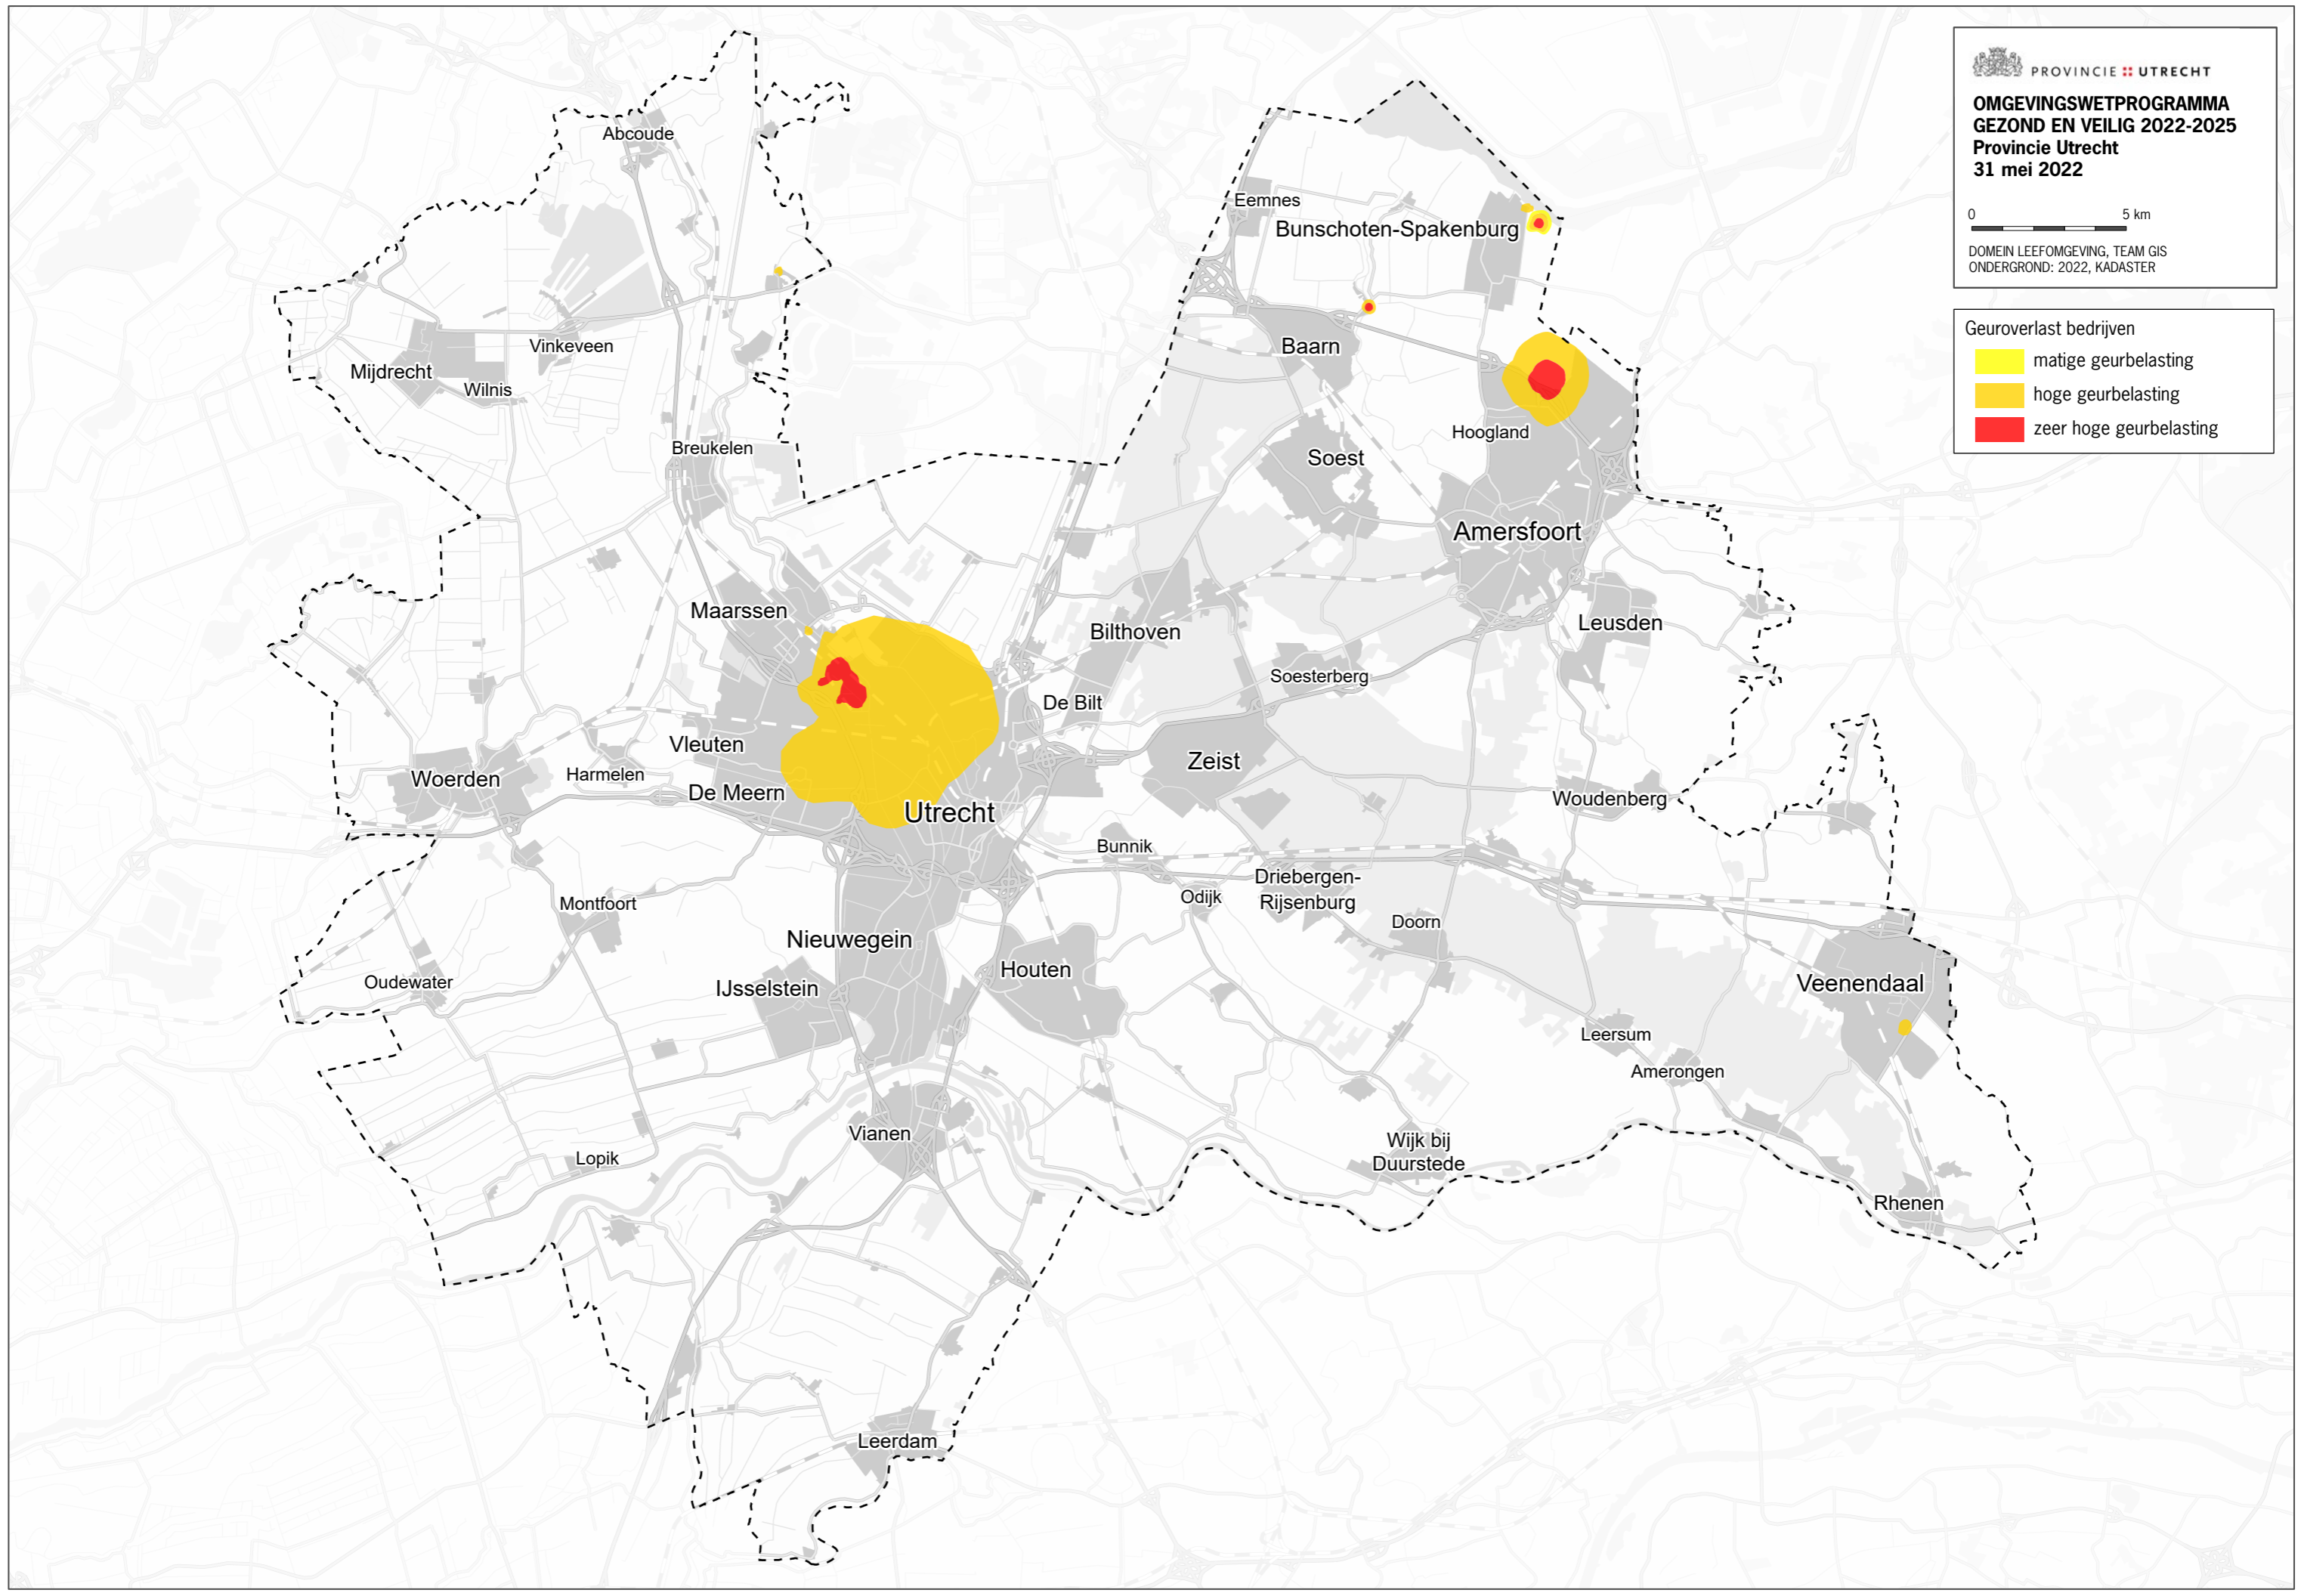 PROVINCIE UTRECHT
OMGEVINGSWETPROGRAMMA
GEZOND EN VEILIG 2022-2025
Provincie Utrecht
31 mei 2022
0 5 km
DOMEIN LEEFOMGEVING, TEAM GIS
ONDERGROND: 2022, KADASTER
Geuroverlast bedrijven
matige geurbelasting
hoge geurbelasting
zeer hoge geurbelasting
Abcoude
Eemnes
Bunschoten-Spakenburg
Vinkeveen
Baarn
Mijdrecht
Wilnis
Hoogland
Breukelen
Soest
Amersfoort
Maarssen
Leusden
Bilthoven
Soesterberg
De Bilt
Vleuten
Zeist
Harmelen
Woerden
De Meern
Woudenberg
Utrecht
Bunnik
Driebergen-
Rijsenburg
Odijk
Montfoort
Doorn
Nieuwegein
Houten
Oudewater
IJsselstein
Veenendaal
Leersum
Amerongen
Vianen
Wijk bij
Duurstede
Lopik
Rhenen
Leerdam